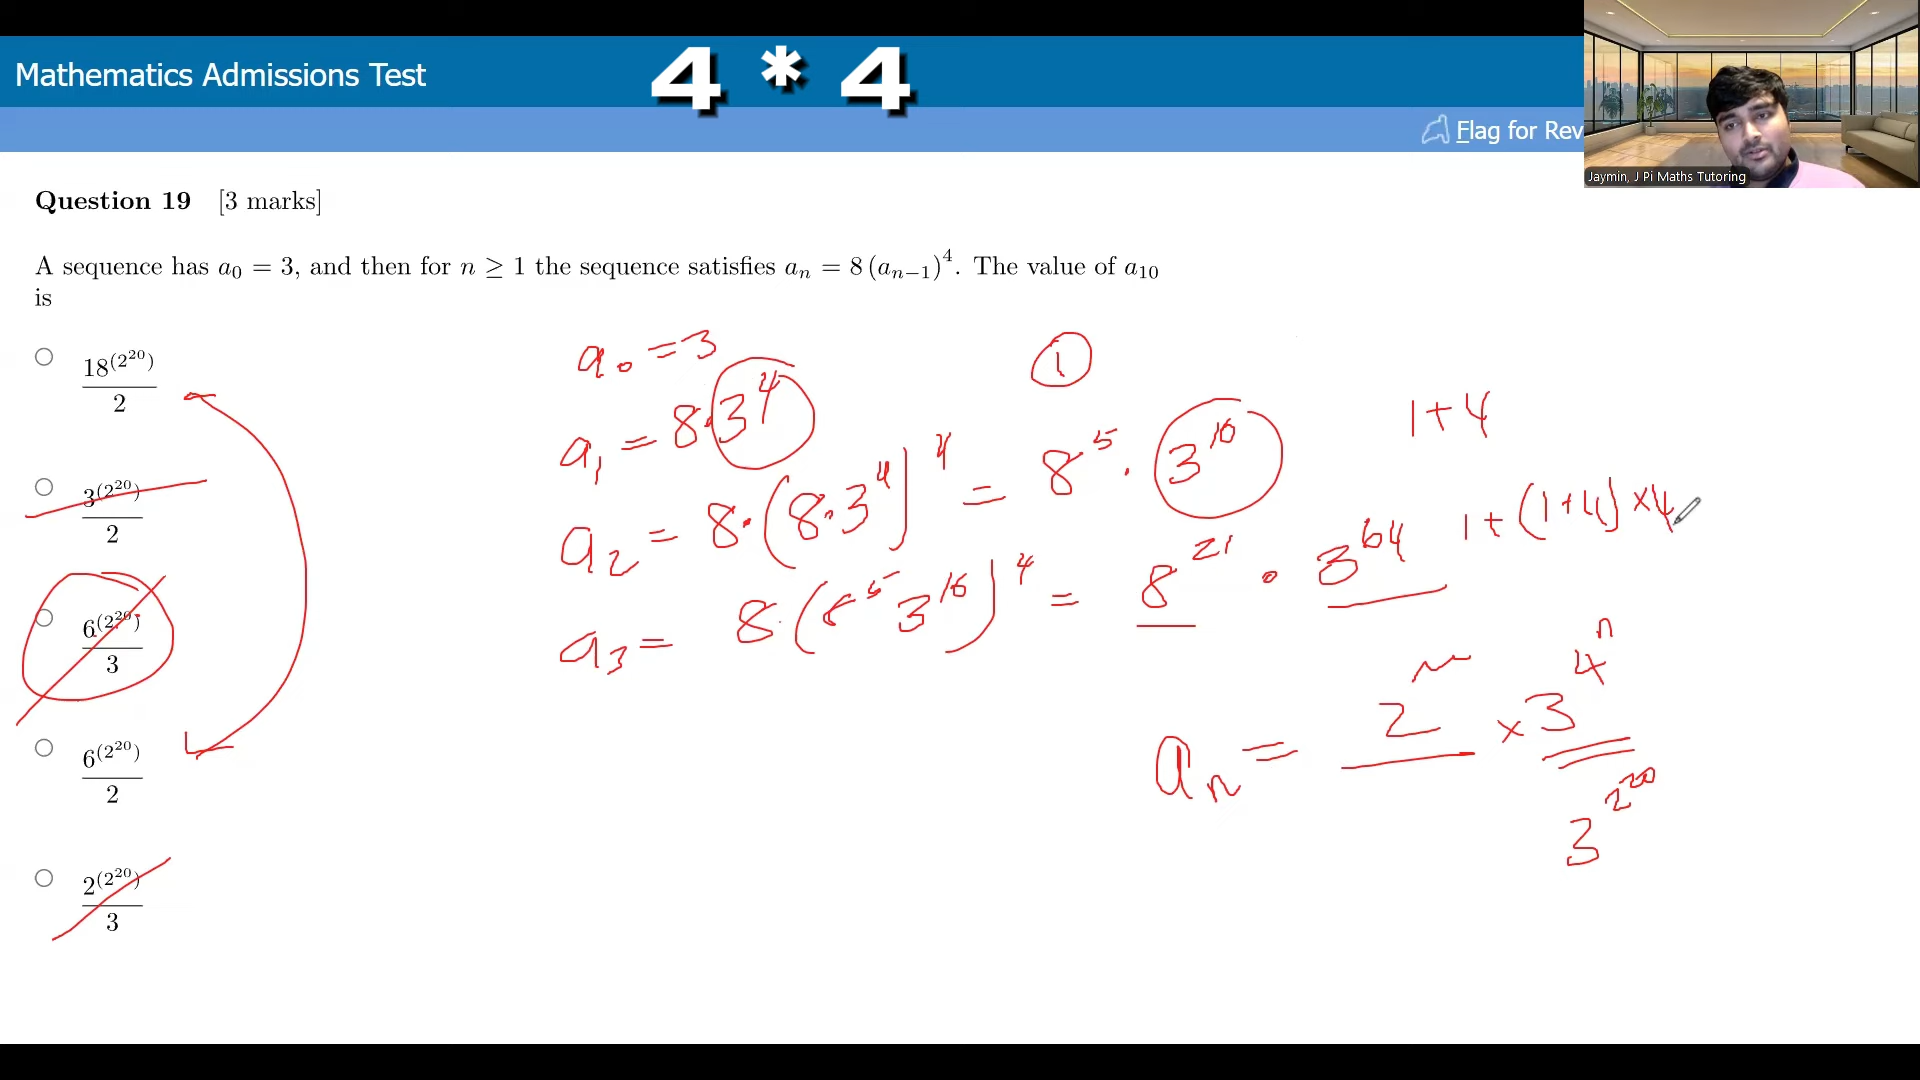 Mathematics Admissions Test
4 * 4
Flag for Rev
Jaymin, J Pi Maths Tutoring
Question 19 [3 marks]
A sequence has a₀ = 3, and then for n ≥ 1 the sequence satisfies aₙ = 8 (aₙ₋₁)⁴. The value of a₁₀
is
18^(2^20) / 2
3^(2^20) / 2
6^(2^20) / 3
6^(2^20) / 2
2^(2^20) / 3
a₀ = 3
①
a₁ = 8·3⁴
1+4
a₂ = 8·(8·3⁴)⁴ = 8⁵ · 3¹⁶
1+(1+4)×4
a₃ = 8·(8⁵ 3¹⁶)⁴ = 8²¹ · 3⁶⁴
aₙ = 2^~ × 3^(4^n)
3^(2^20)